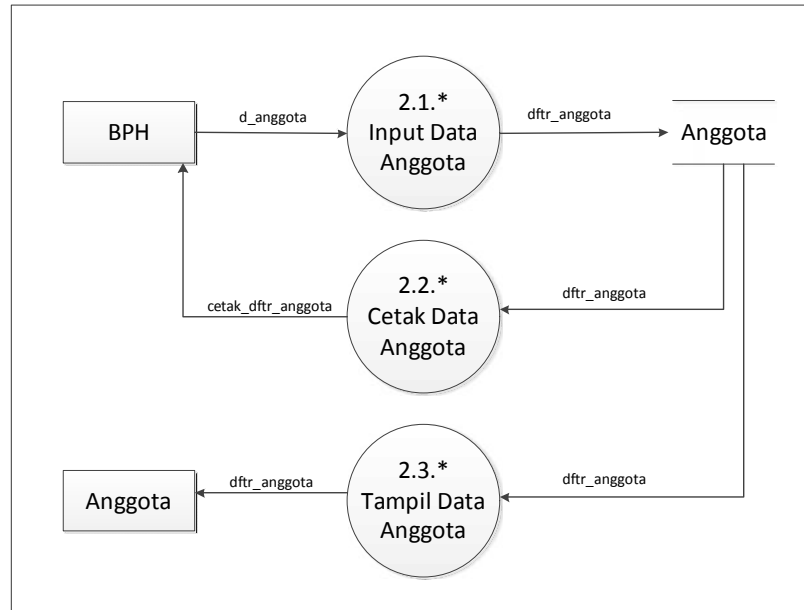 BPH
d_anggota
2.1.*
Input Data
Anggota
dftr_anggota
Anggota
cetak_dftr_anggota
2.2.*
Cetak Data
Anggota
dftr_anggota
Anggota
dftr_anggota
2.3.*
Tampil Data
Anggota
dftr_anggota